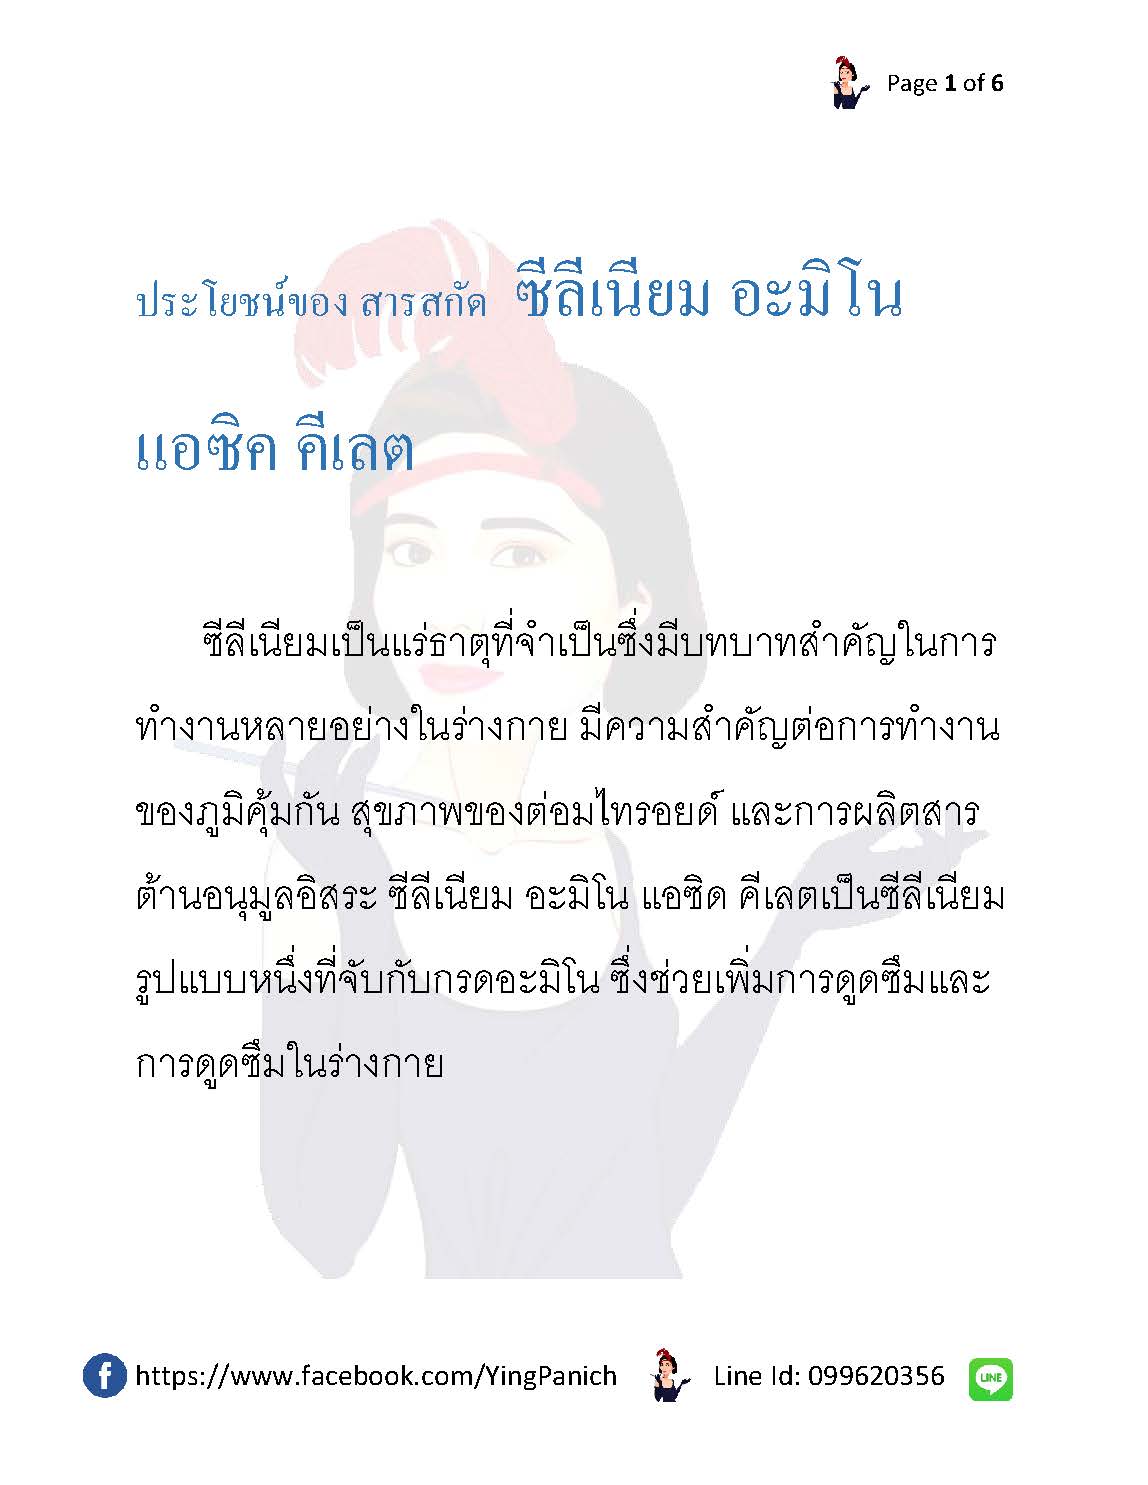 Page 1 of 6
ประโยชน์ของ สารสกัด ซีลีเนียม อะมิโน
แอซิค คีเลต
ซีลีเนียมเป็นแร่ธาตุที่จำเป็นซึ่งมีบทบาทสำคัญในการ
ทำงานหลายอย่างในร่างกาย มีความสำคัญต่อการทำงาน
ของภูมิคุ้มกัน สุขภาพของต่อมไทรอยด์ และการผลิตสาร
ต้านอนุมูลอิสระ ซีลีเนียม อะมิโน แอซิด คีเลตเป็นซีลีเนียม
รูปแบบหนึ่งที่จับกับกรดอะมิโน ซึ่งช่วยเพิ่มการดูดซึมและ
การดูดซึมในร่างกาย
https://www.facebook.com/YingPanich Line Id: 099620356 LINE